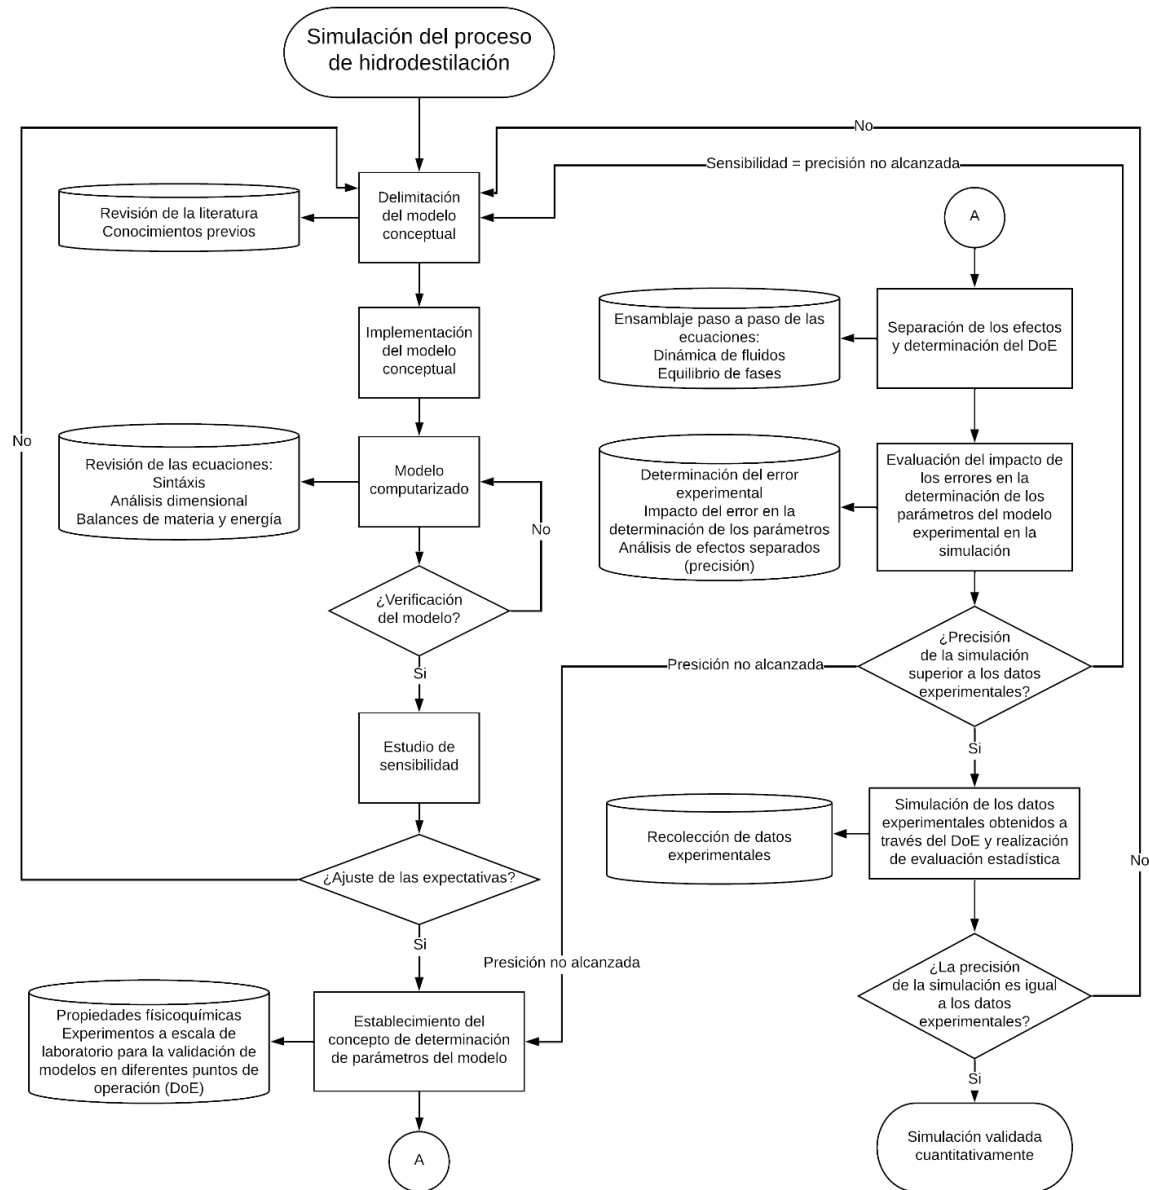 Simulación del proceso
de hidrodestilación
Delimitación
del modelo
conceptual
Revisión de la literatura
Conocimientos previos
Implementación
del modelo
conceptual
Modelo
computarizado
Revisión de las ecuaciones:
Sintáxis
Análisis dimensional
Balances de materia y energía
No
¿Verificación
del modelo?
No
Si
Estudio de
sensibilidad
¿Ajuste de las expectativas?
Si
Presición no alcanzada
Establecimiento del
concepto de determinación
de parámetros del modelo
Propiedades físicoquímicas
Experimentos a escala de
laboratorio para la validación de
modelos en diferentes puntos de
operación (DoE)
A
No
Sensibilidad = precisión no alcanzada
A
Separación de los efectos
y determinación del DoE
Ensamblaje paso a paso de las
ecuaciones:
Dinámica de fluidos
Equilibrio de fases
Evaluación del impacto de
los errores en la
determinación de los
parámetros del modelo
experimental en la
simulación
Determinación del error
experimental
Impacto del error en la
determinación de los parámetros
Análisis de efectos separados
(precisión)
¿Precisión
de la simulación
superior a los datos
experimentales?
Presición no alcanzada
Si
Simulación de los datos
experimentales obtenidos a
través del DoE y realización
de evaluación estadística
Recolección de datos
experimentales
No
¿La precisión
de la simulación es igual
a los datos
experimentales?
Si
Simulación validada
cuantitativamente